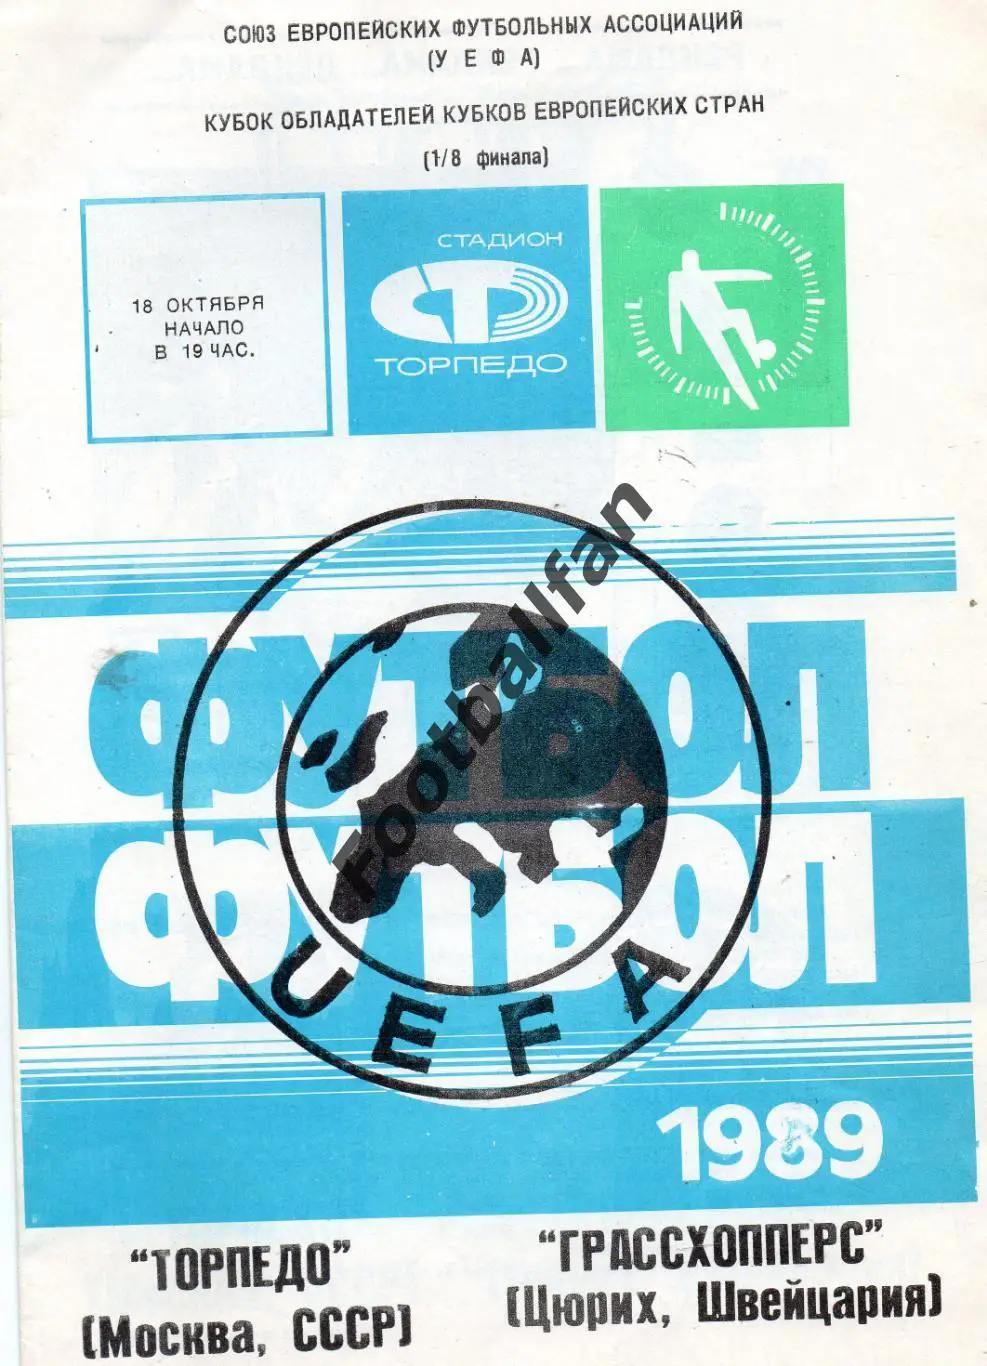 СОЮЗ ЕВРОПЕЙСКИХ ФУТБОЛЬНЫХ АССОЦИАЦИЙ
(У Е Ф А)
КУБОК ОБЛАДАТЕЛЕЙ КУБКОВ ЕВРОПЕЙСКИХ СТРАН
(1/8 финала)
18 ОКТЯБРЯ
НАЧАЛО
В 19 ЧАС.
СТАДИОН
ТОРПЕДО
Footballfan
ФУТБОЛ
ФУТБОЛ
UEFA
1989
"ТОРПЕДО"
(Москва, СССР)
"ГРАССХОППЕРС"
(Цюрих, Швейцария)